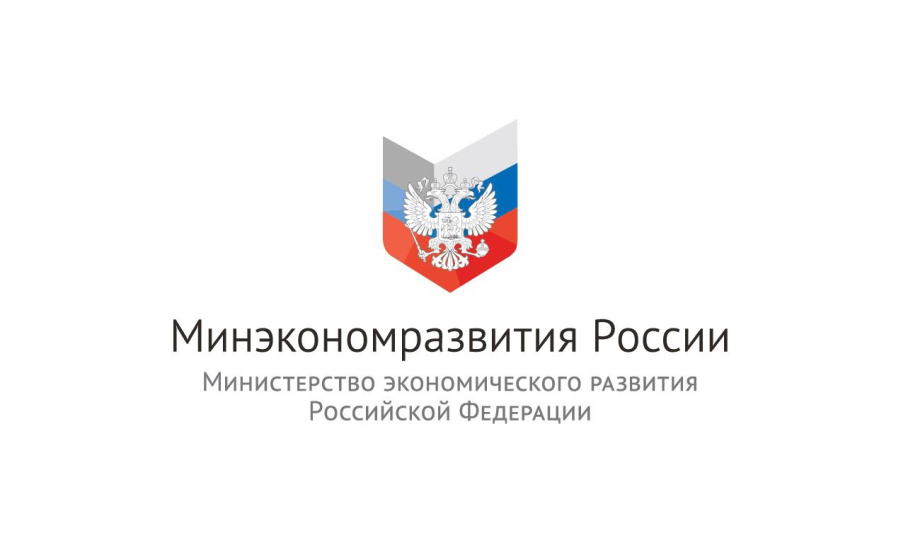 Минэкономразвития России
Министерство экономического развития
Российской Федерации